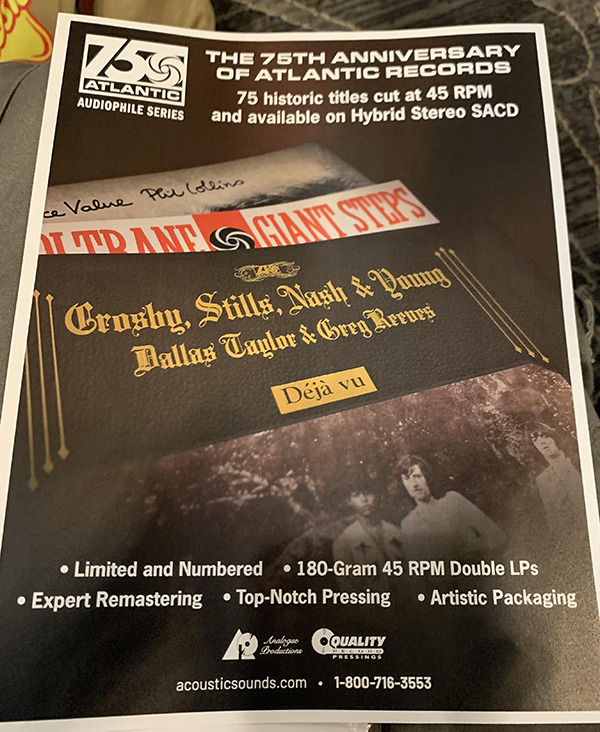 THE 75TH ANNIVERSARY
OF ATLANTIC RECORDS
75
ATLANTIC
AUDIOPHILE SERIES
75 historic titles cut at 45 RPM
and available on Hybrid Stereo SACD
Value Phil Collins
GIANT STEPS
Crosby, Stills, Nash & Young
Dallas Taylor & Greg Reeves
Déjà vu
• Limited and Numbered • 180-Gram 45 RPM Double LPs
• Expert Remastering • Top-Notch Pressing • Artistic Packaging
Analogue
Productions
QUALITY
RECORD
PRESSINGS
acousticsounds.com • 1-800-716-3553